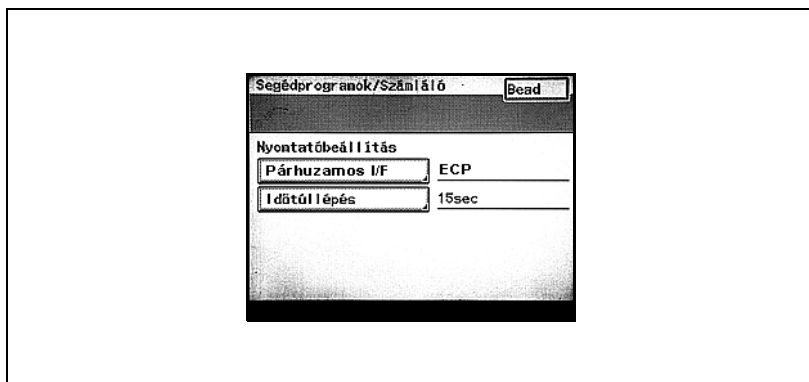 Segédprogramok/Számláló
Bead
Nyomtatóbeállítás
Párhuzamos I/F
ECP
Időtúllépés
15sec